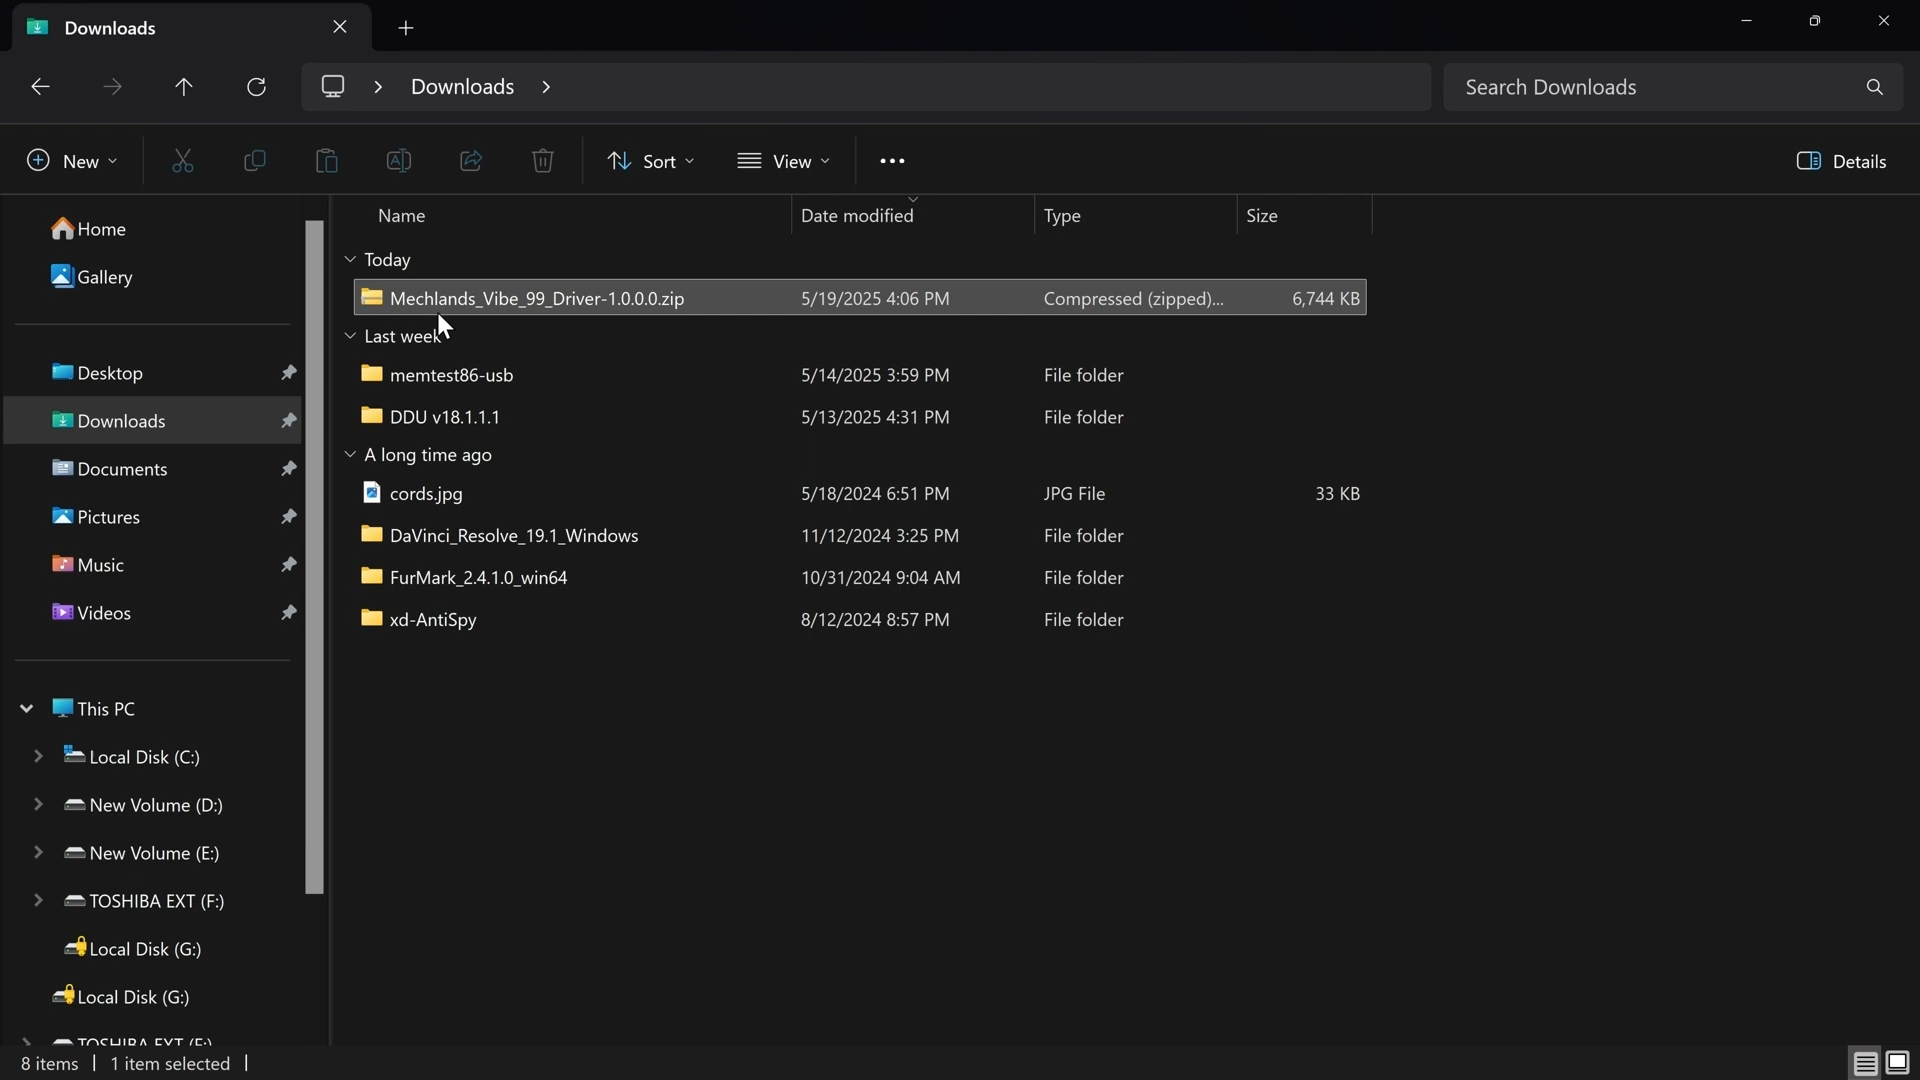 Downloads
Downloads
Search Downloads
New
Sort
View
Details
Name
Date modified
Type
Size
Home
Gallery
Desktop
Downloads
Documents
Pictures
Music
Videos
This PC
Local Disk (C:)
New Volume (D:)
New Volume (E:)
TOSHIBA EXT (F:)
Local Disk (G:)
Local Disk (G:)
TOSHIBA EXT (F:)
Today
Mechlands_Vibe_99_Driver-1.0.0.0.zip 5/19/2025 4:06 PM Compressed (zipped)... 6,744 KB
Last week
memtest86-usb 5/14/2025 3:59 PM File folder
DDU v18.1.1.1 5/13/2025 4:31 PM File folder
A long time ago
cords.jpg 5/18/2024 6:51 PM JPG File 33 KB
DaVinci_Resolve_19.1_Windows 11/12/2024 3:25 PM File folder
FurMark_2.4.1.0_win64 10/31/2024 9:04 AM File folder
xd-AntiSpy 8/12/2024 8:57 PM File folder
8 items 1 item selected